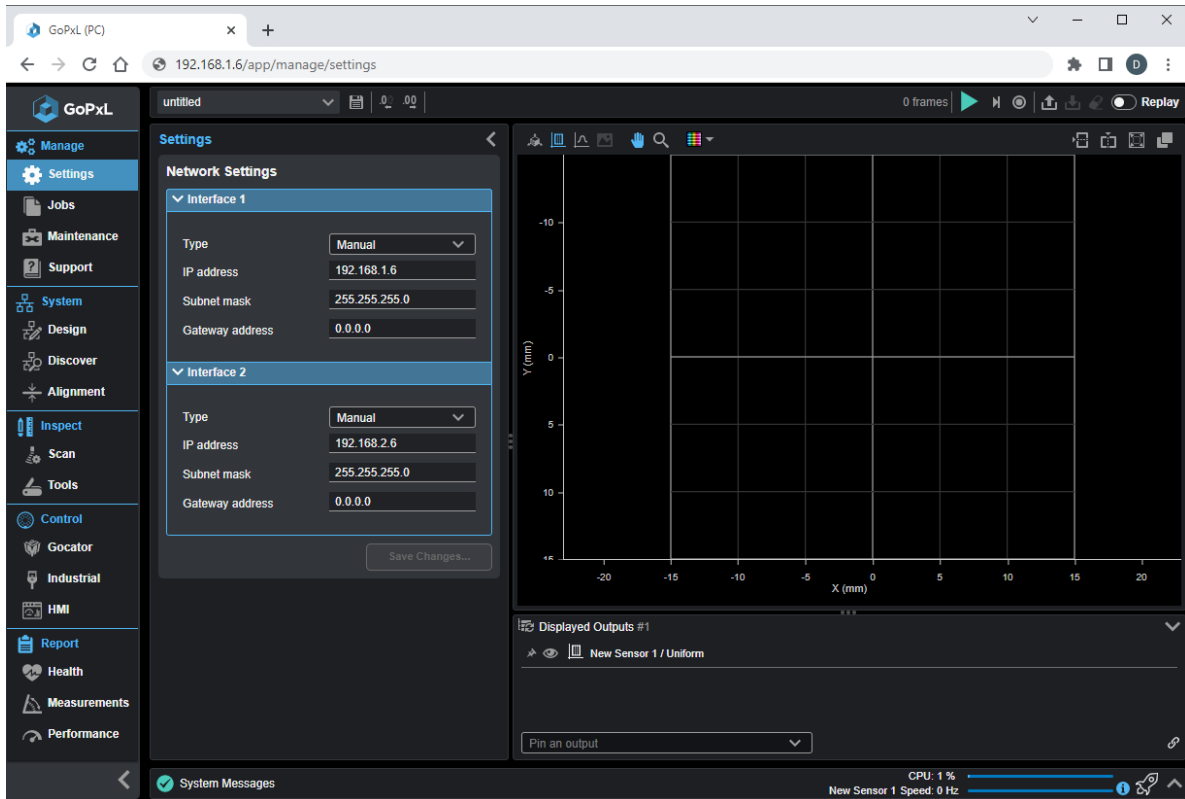 GoPxL (PC)
192.168.1.6/app/manage/settings
D
GoPxL
untitled
.0 .00
0 frames
Replay
Manage
Settings
Jobs
Maintenance
Support
System
Design
Discover
Alignment
Inspect
Scan
Tools
Control
Gocator
Industrial
HMI
Report
Health
Measurements
Performance
Settings
Network Settings
Interface 1
Type Manual
IP address 192.168.1.6
Subnet mask 255.255.255.0
Gateway address 0.0.0.0
Interface 2
Type Manual
IP address 192.168.2.6
Subnet mask 255.255.255.0
Gateway address 0.0.0.0
Save Changes...
Y (mm)
-10
-5
0
5
10
15
-20 -15 -10 -5 0 5 10 15 20
X (mm)
Displayed Outputs #1
New Sensor 1 / Uniform
Pin an output
System Messages
CPU: 1 %
New Sensor 1 Speed: 0 Hz